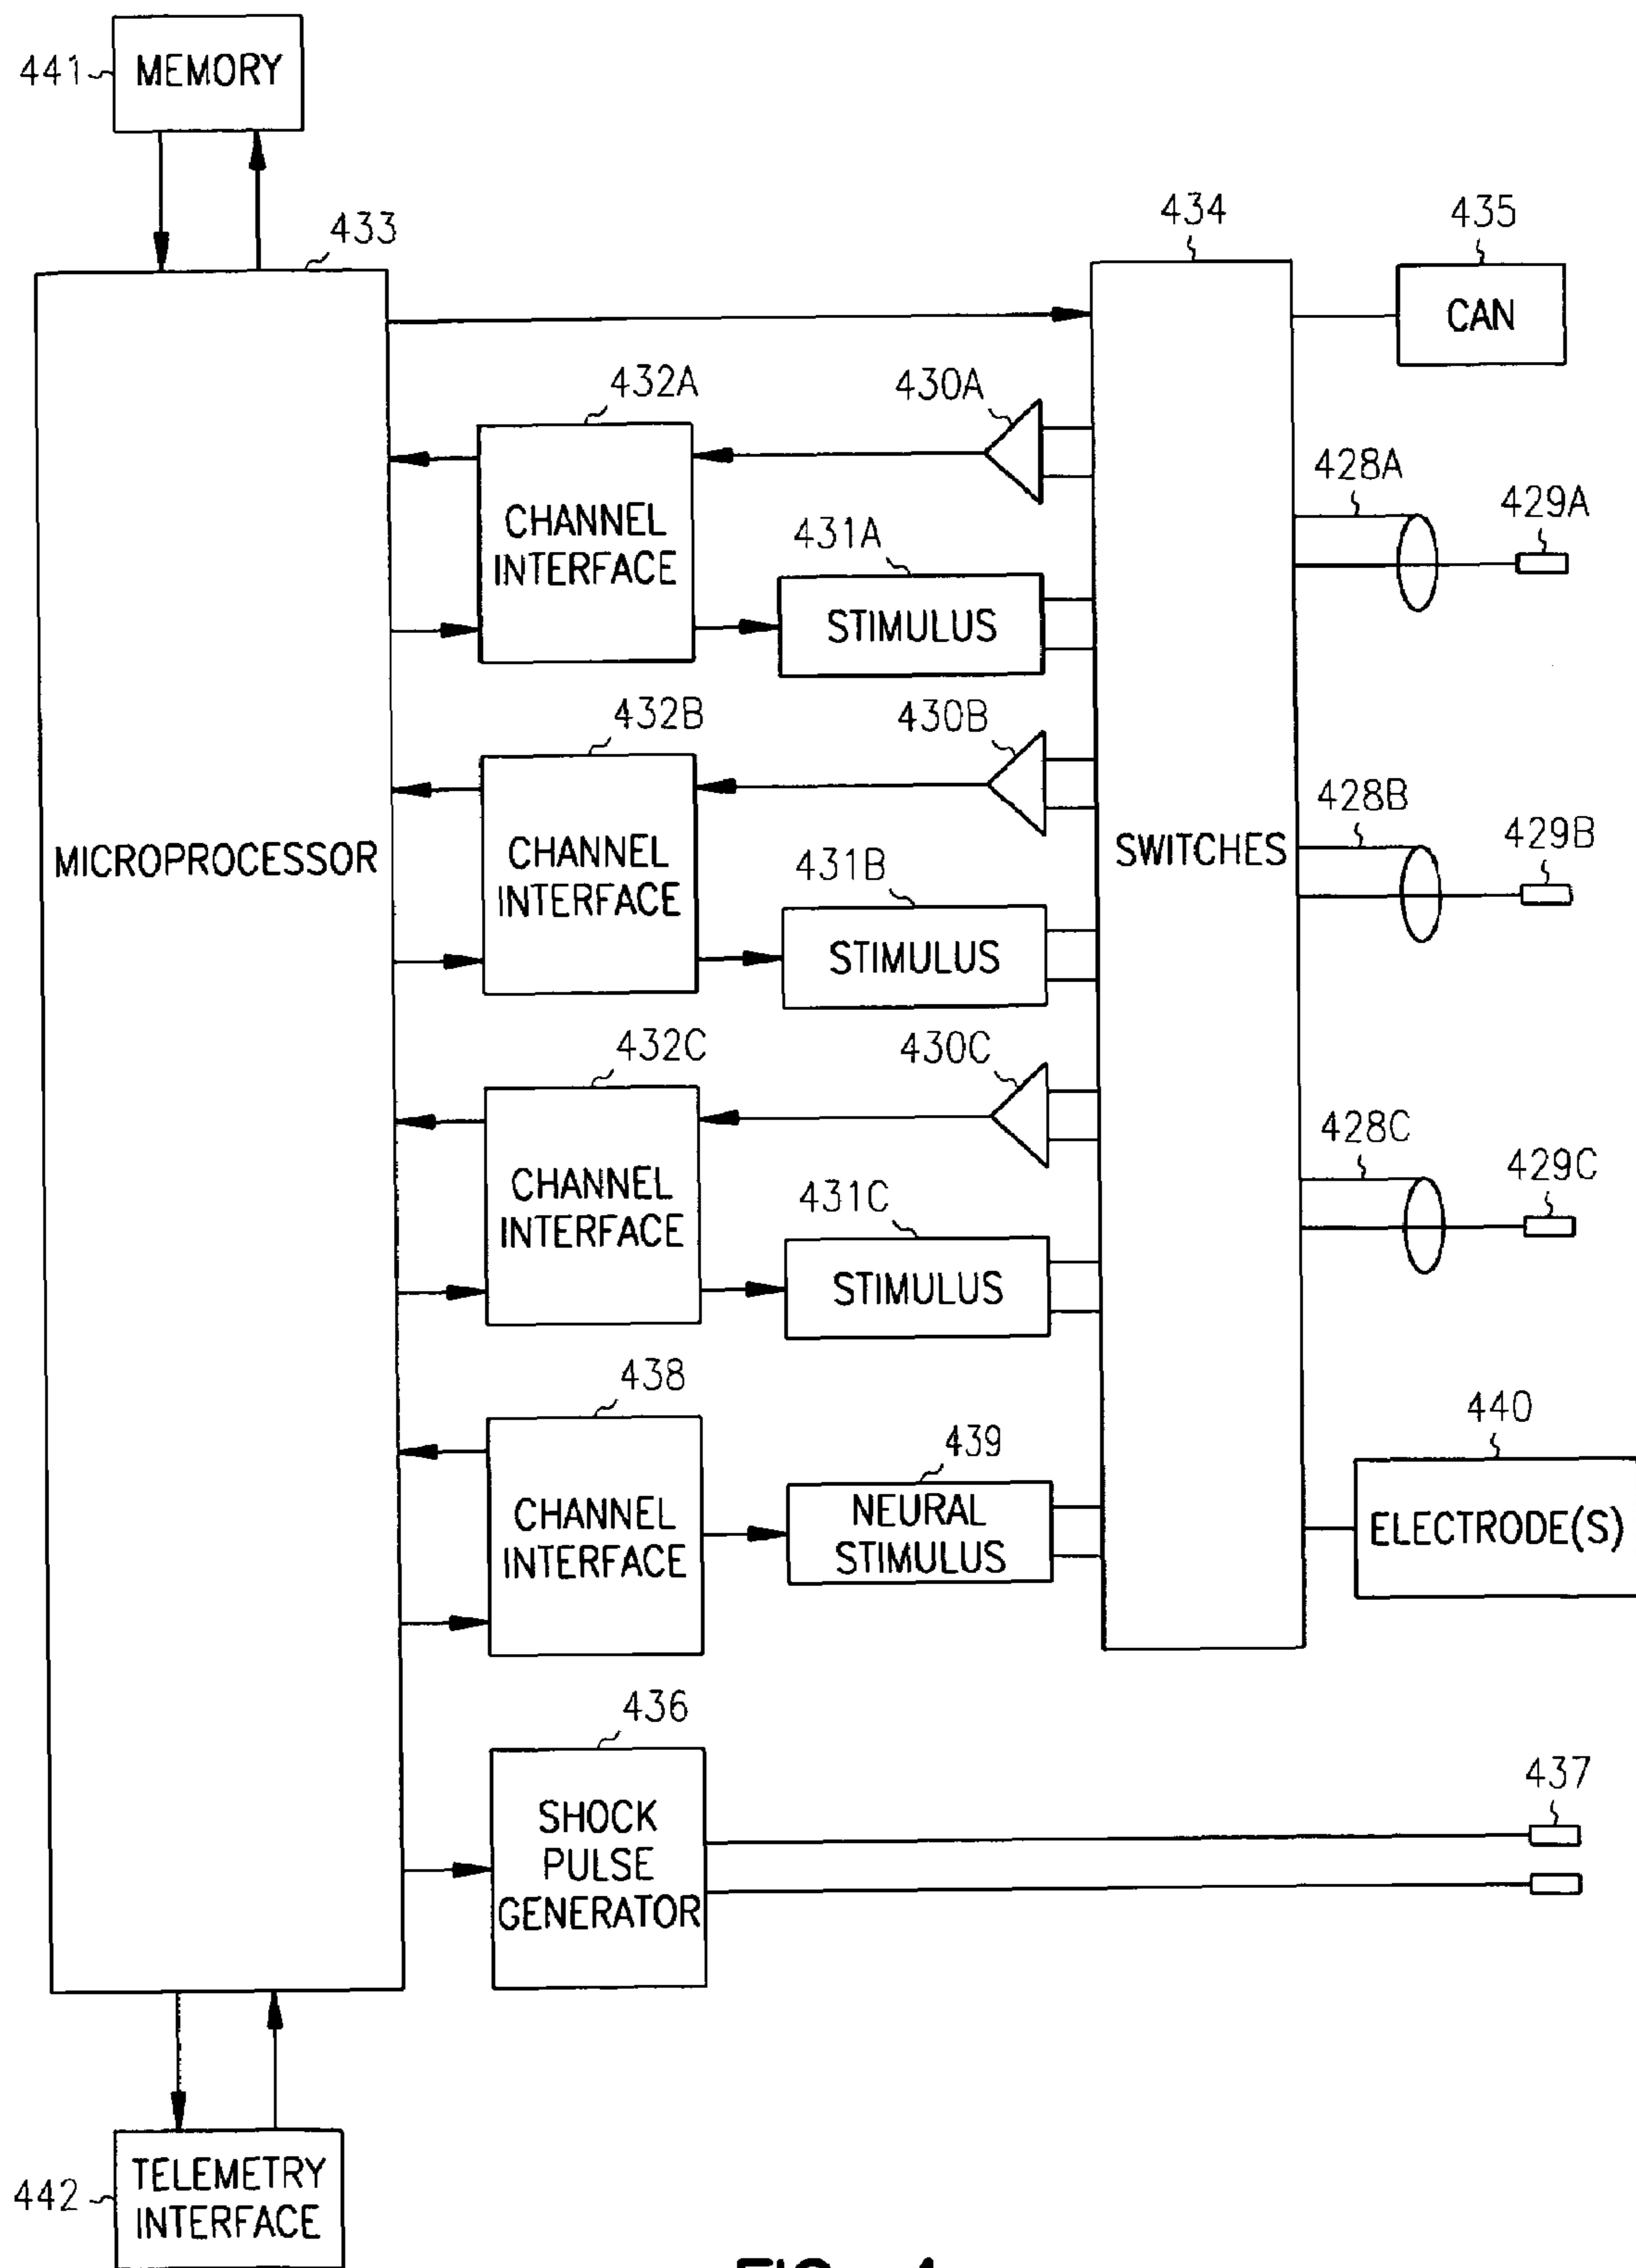 441
MEMORY
433
434
435
CAN
432A
430A
428A
429A
CHANNEL
INTERFACE
431A
STIMULUS
432B
430B
428B
429B
MICROPROCESSOR
CHANNEL
INTERFACE
431B
STIMULUS
SWITCHES
432C
430C
428C
429C
CHANNEL
INTERFACE
431C
STIMULUS
438
439
440
CHANNEL
INTERFACE
NEURAL
STIMULUS
ELECTRODE(S)
436
437
SHOCK
PULSE
GENERATOR
442
TELEMETRY
INTERFACE